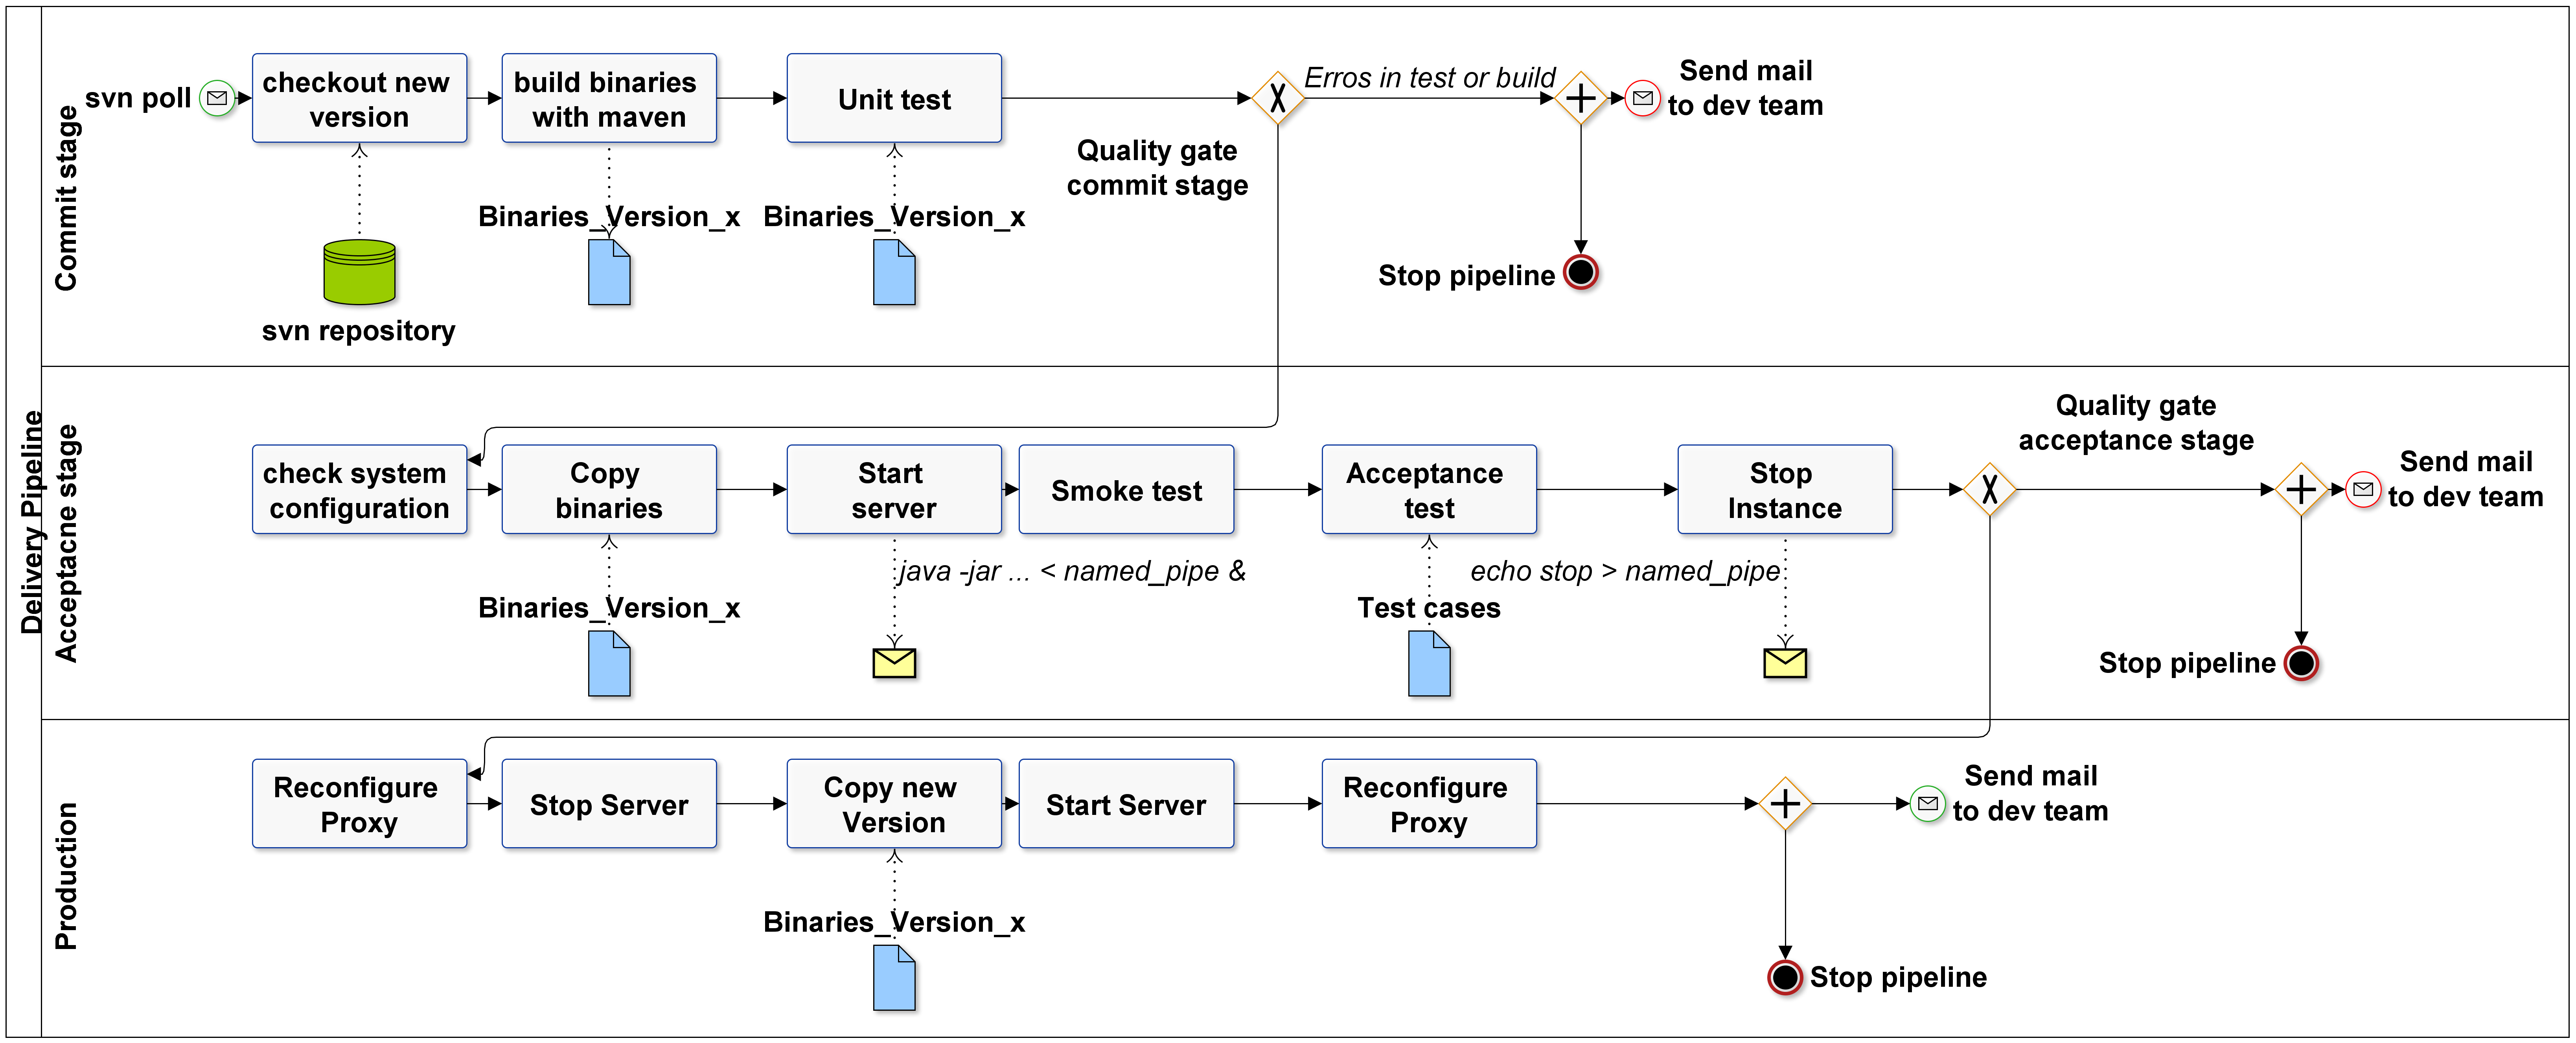 Delivery Pipeline
Commit stage
svn poll
checkout new
version
build binaries
with maven
Unit test
Erros in test or build
Send mail
to dev team
Quality gate
commit stage
Binaries_Version_x
Binaries_Version_x
Stop pipeline
svn repository
Acceptacne stage
Quality gate
acceptance stage
check system
configuration
Copy
binaries
Start
server
Smoke test
Acceptance
test
Stop
Instance
Send mail
to dev team
java -jar ... < named_pipe &
echo stop > named_pipe
Binaries_Version_x
Test cases
Stop pipeline
Production
Reconfigure
Proxy
Stop Server
Copy new
Version
Start Server
Reconfigure
Proxy
Send mail
to dev team
Binaries_Version_x
Stop pipeline